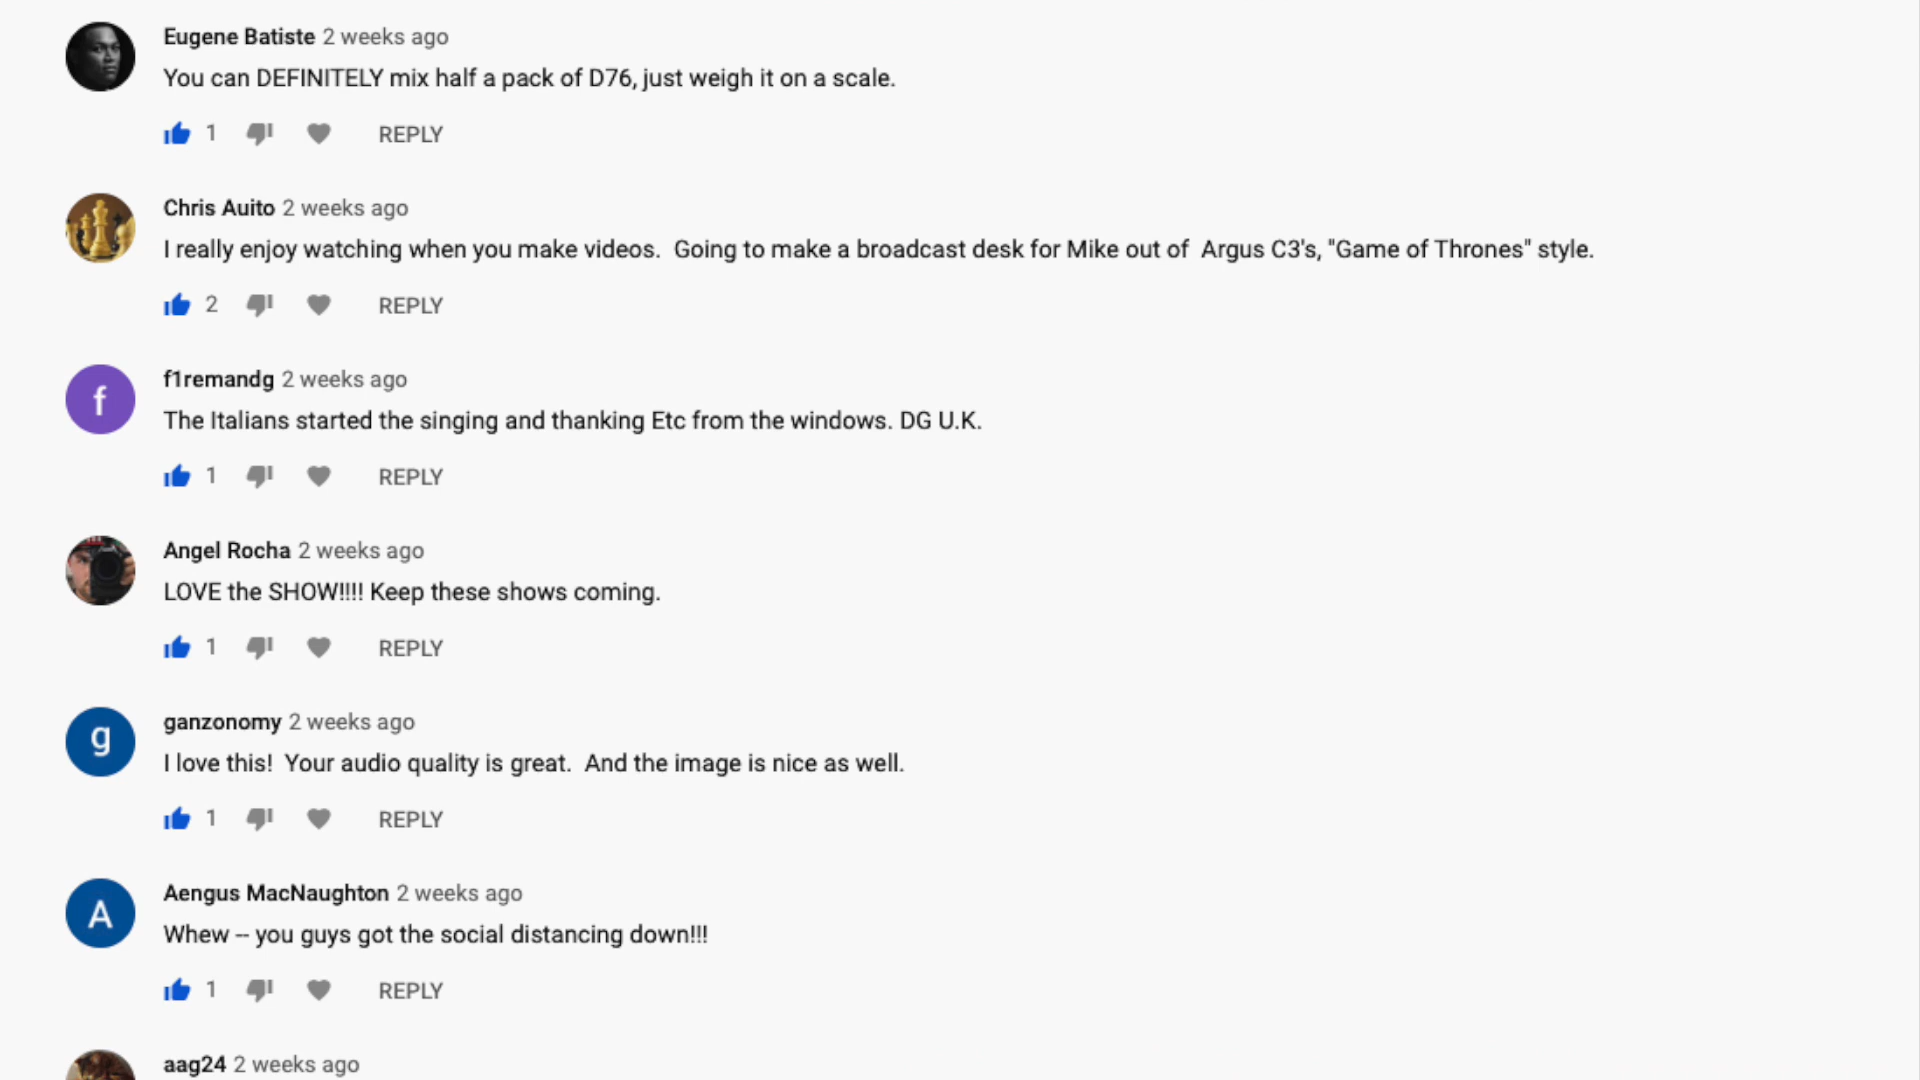 Eugene Batiste 2 weeks ago
You can DEFINITELY mix half a pack of D76, just weigh it on a scale.
1 REPLY
Chris Auito 2 weeks ago
I really enjoy watching when you make videos.  Going to make a broadcast desk for Mike out of  Argus C3's, "Game of Thrones" style.
2 REPLY
f
f1remandg 2 weeks ago
The Italians started the singing and thanking Etc from the windows. DG U.K.
1 REPLY
Angel Rocha 2 weeks ago
LOVE the SHOW!!!! Keep these shows coming.
1 REPLY
g
ganzonomy 2 weeks ago
I love this!  Your audio quality is great.  And the image is nice as well.
1 REPLY
A
Aengus MacNaughton 2 weeks ago
Whew -- you guys got the social distancing down!!!
1 REPLY
aag24 2 weeks ago